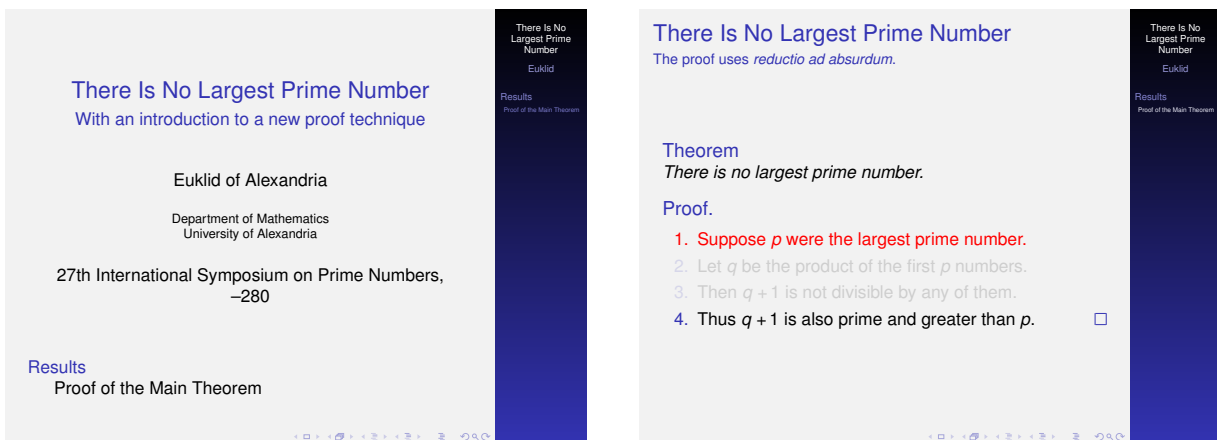 There Is No Largest Prime Number
With an introduction to a new proof technique
Euklid of Alexandria
Department of Mathematics
University of Alexandria
27th International Symposium on Prime Numbers,
–280
Results
Proof of the Main Theorem
There Is No
Largest Prime
Number
Euklid
Results
Proof of the Main Theorem
There Is No Largest Prime Number
The proof uses reductio ad absurdum.
Theorem
There is no largest prime number.
Proof.
1. Suppose p were the largest prime number.
2. Let q be the product of the first p numbers.
3. Then q + 1 is not divisible by any of them.
4. Thus q + 1 is also prime and greater than p. □
There Is No
Largest Prime
Number
Euklid
Results
Proof of the Main Theorem